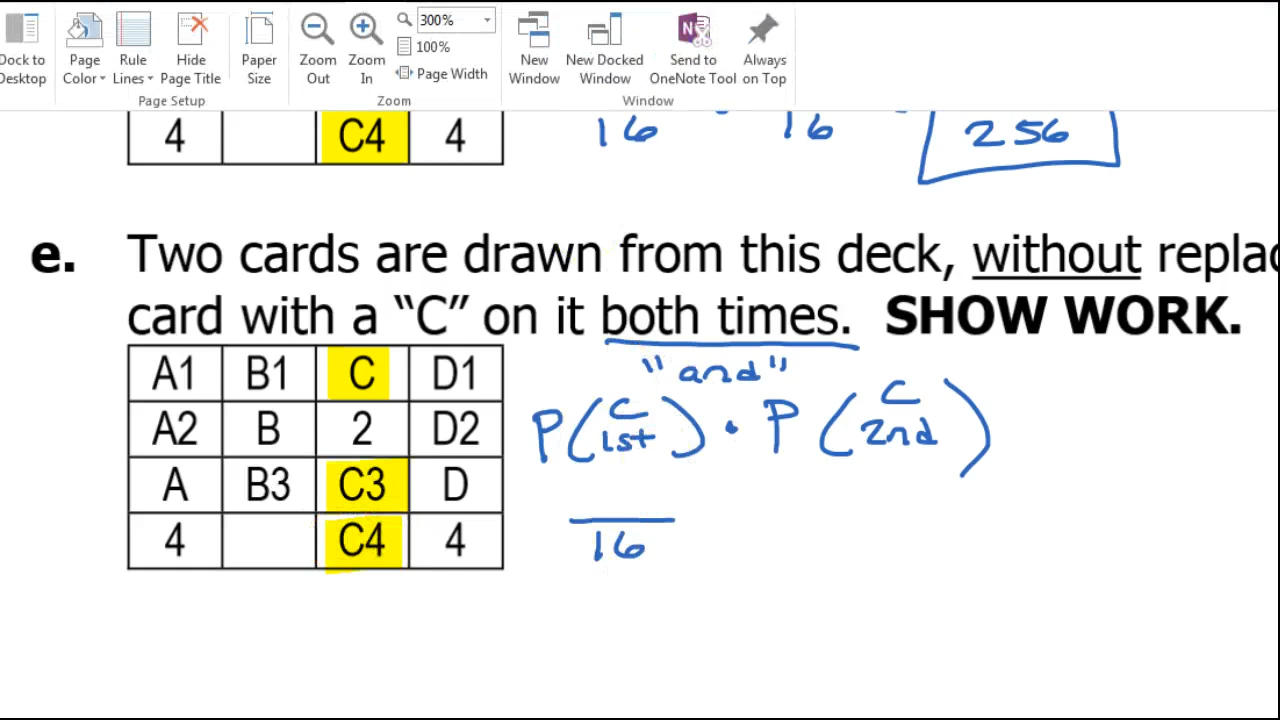 Dock to Desktop
Page Color
Rule Lines
Hide Page Title
Paper Size
Zoom Out
Zoom In
300%
100%
Page Width
New Window
New Docked Window
Send to OneNote Tool
Always on Top
Page Setup
Zoom
Window
4 C4 4
16 16 256
e. Two cards are drawn from this deck, without replac
card with a “C” on it both times. SHOW WORK.
"and"
A1 B1 C D1
A2 B 2 D2
A B3 C3 D
4 C4 4
P(C 1st) · P(C 2nd)
16